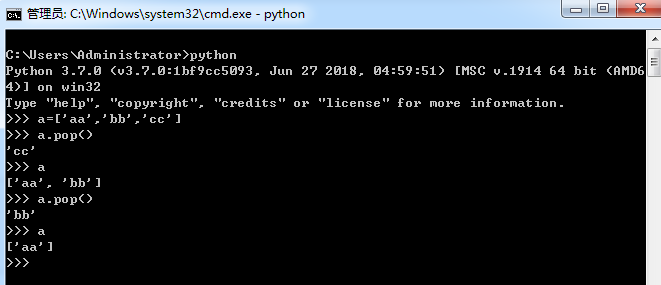 管理员: C:\Windows\system32\cmd.exe - python
C:\Users\Administrator>python
Python 3.7.0 (v3.7.0:1bf9cc5093, Jun 27 2018, 04:59:51) [MSC v.1914 64 bit (AMD6
4)] on win32
Type "help", "copyright", "credits" or "license" for more information.
>>> a=['aa','bb','cc']
>>> a.pop()
'cc'
>>> a
['aa', 'bb']
>>> a.pop()
'bb'
>>> a
['aa']
>>>